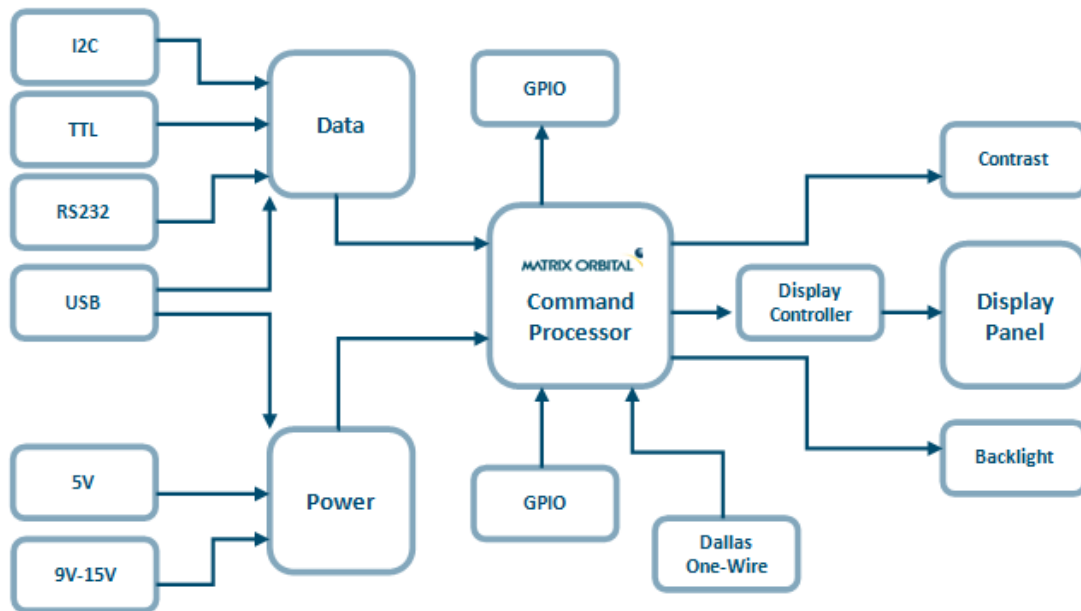 I2C
TTL
RS232
USB
5V
9V-15V
Data
Power
GPIO
MATRIX ORBITAL
Command
Processor
GPIO
Dallas
One-Wire
Contrast
Display
Controller
Display
Panel
Backlight